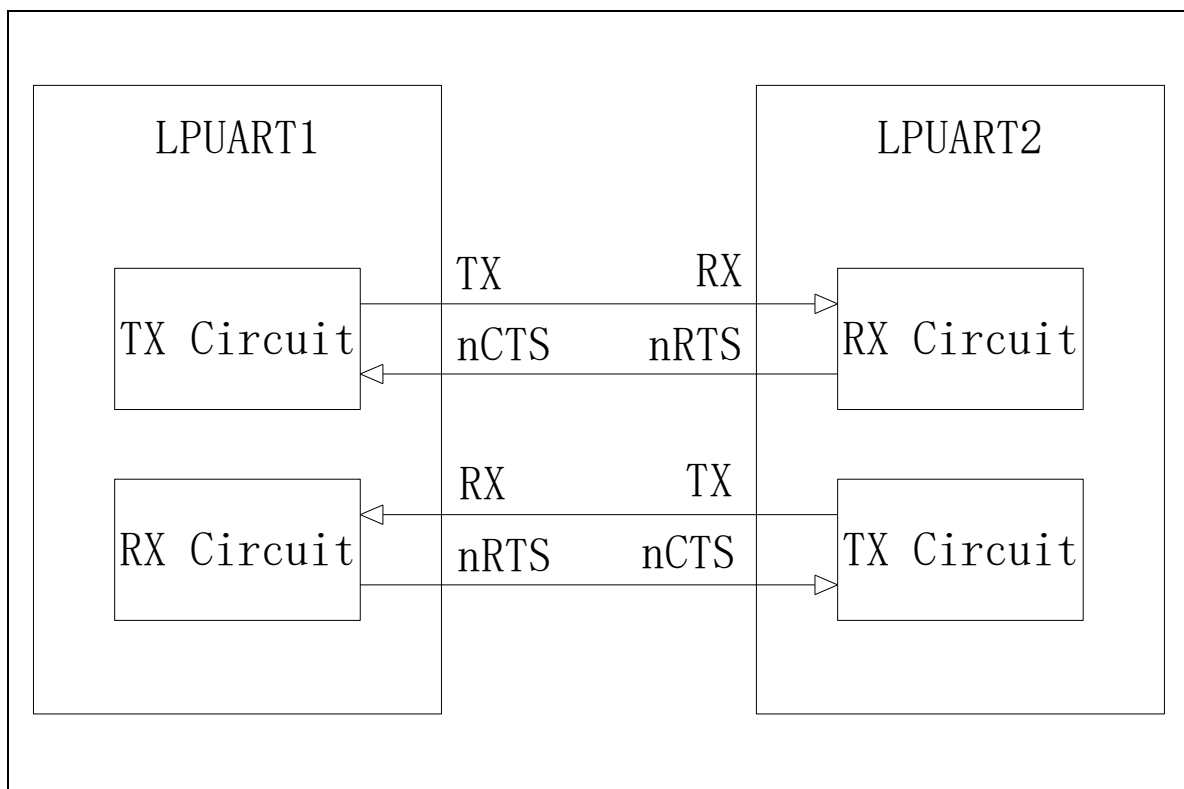 LPUART1
LPUART2
TX RX
TX Circuit
nCTS nRTS
RX Circuit
RX TX
RX Circuit
nRTS nCTS
TX Circuit